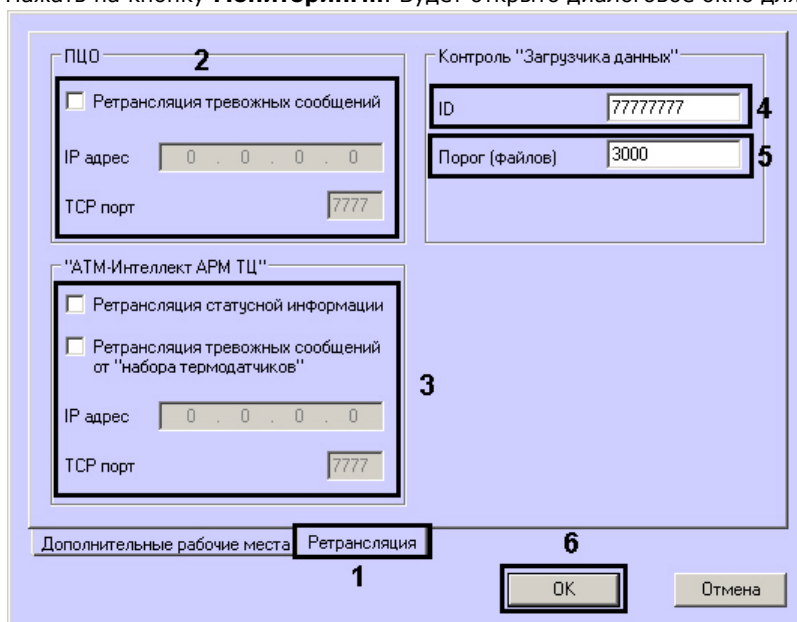 Нажать на кнопку Мониторинг.... Будет открыто диалоговое окно для
ПЦО
2
Ретрансляция тревожных сообщений
IP адрес 0 . 0 . 0 . 0
TCP порт 7777
Контроль "Загрузчика данных"
ID 77777777 4
Порог (файлов) 3000 5
"АТМ-Интеллект АРМ ТЦ"
Ретрансляция статусной информации
Ретрансляция тревожных сообщений
от "набора термодатчиков"
3
IP адрес 0 . 0 . 0 . 0
TCP порт 7777
Дополнительные рабочие места Ретрансляция
1
6
OK Отмена